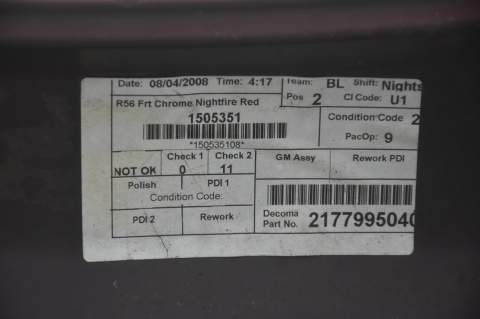 Date: 08/04/2008 Time: 4:17 Team: BL Shift: Nights
Pos 2 CI Code: U1
R56 Frt Chrome Nightfire Red
1505351
*150535108*
Condition Code 2
PacOp: 9
Check 1 Check 2 GM Assy Rework PDI
NOT OK 0 11
Polish PDI 1
Condition Code:
PDI 2 Rework
Decoma
Part No. 2177995040